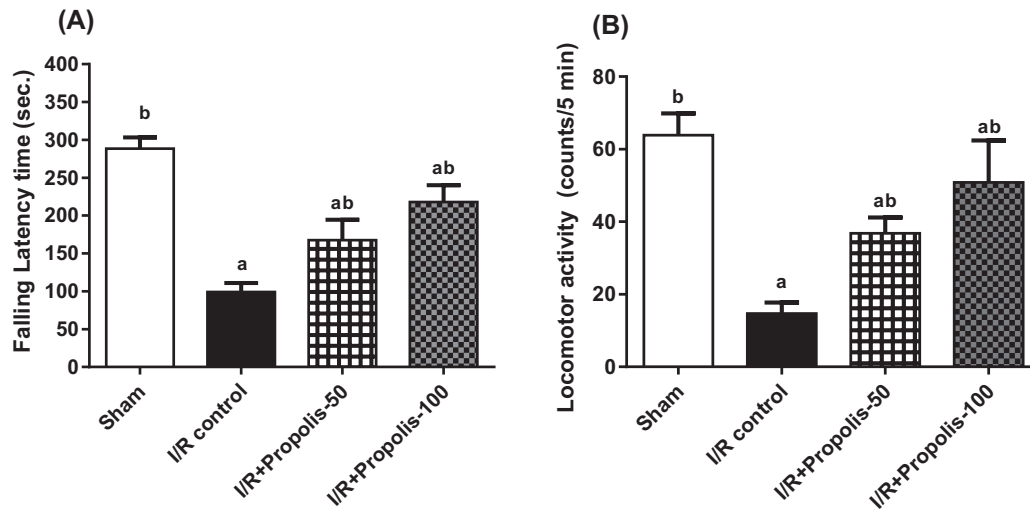 (A)
Falling Latency time (sec.)
400
350
300
250
200
150
100
50
0
b
a
ab
ab
Sham
I/R control
I/R+Propolis-50
I/R+Propolis-100
(B)
Locomotor activity (counts/5 min)
80
60
40
20
0
b
a
ab
ab
Sham
I/R control
I/R+Propolis-50
I/R+Propolis-100